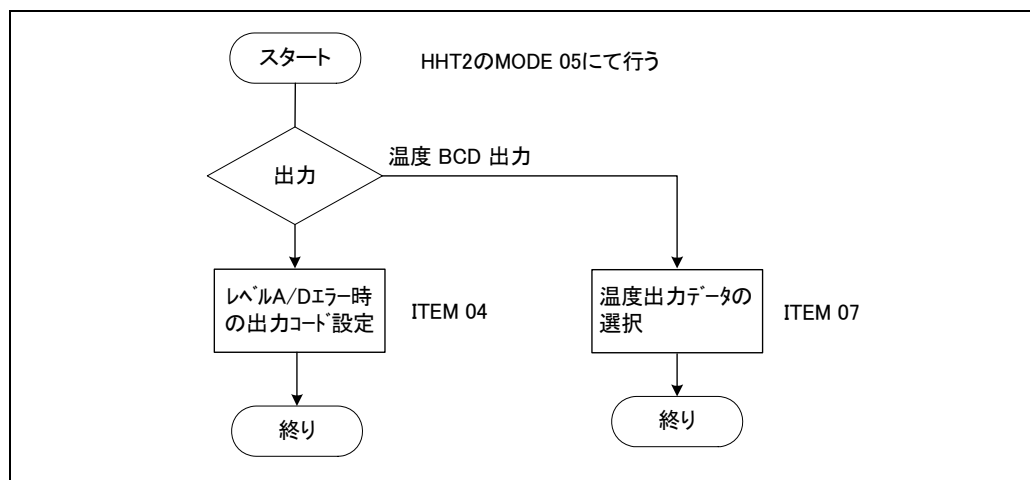 スタート
HHT2のMODE 05にて行う
出力
温度 BCD 出力
ﾚﾍﾞﾙA/Dｴﾗｰ時
の出力ｺｰﾄﾞ設定
ITEM 04
温度出力ﾃﾞｰﾀの
選択
ITEM 07
終り
終り